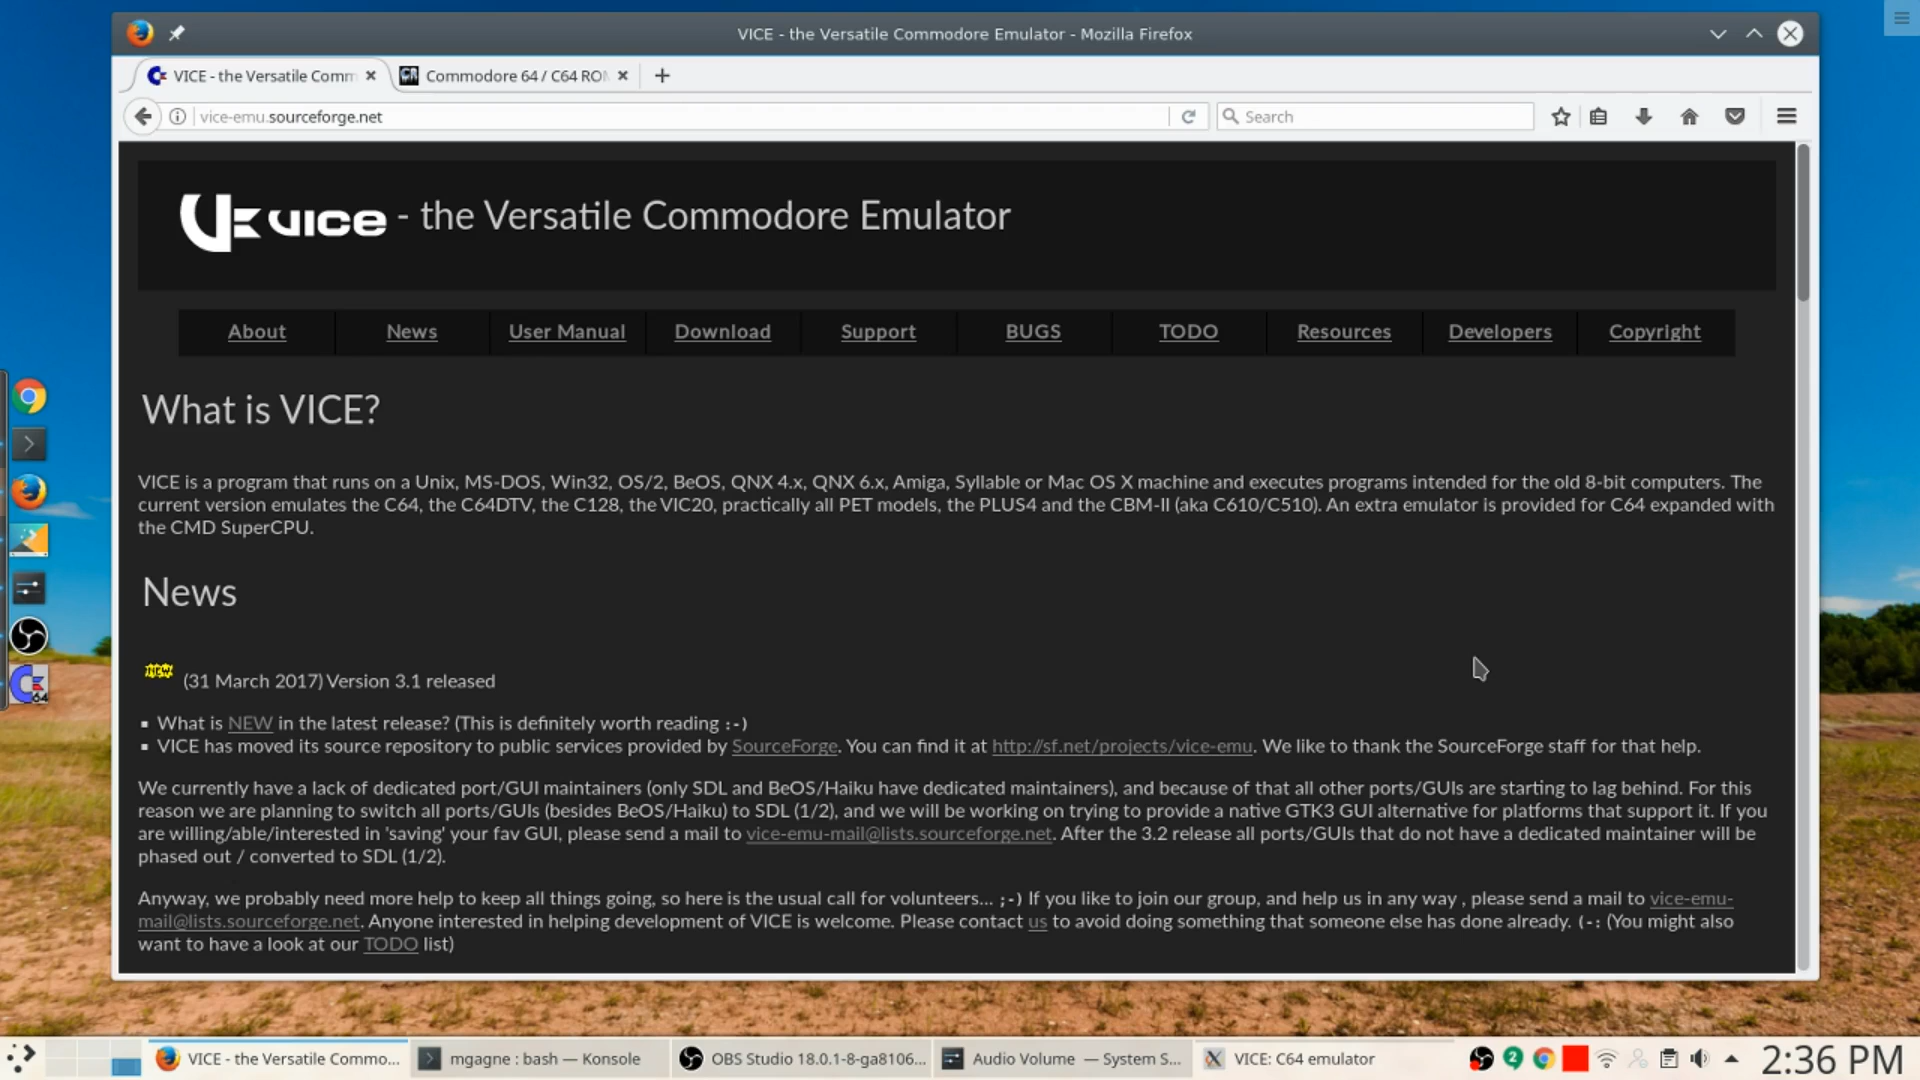 VICE - the Versatile Commodore Emulator - Mozilla Firefox
VICE - the Versatile Comm
Commodore 64 / C64 ROM
vice-emu.sourceforge.net
Search
VICE - the Versatile Commodore Emulator
About News User Manual Download Support BUGS TODO Resources Developers Copyright
What is VICE?
VICE is a program that runs on a Unix, MS-DOS, Win32, OS/2, BeOS, QNX 4.x, QNX 6.x, Amiga, Syllable or Mac OS X machine and executes programs intended for the old 8-bit computers. The
current version emulates the C64, the C64DTV, the C128, the VIC20, practically all PET models, the PLUS4 and the CBM-II (aka C610/C510). An extra emulator is provided for C64 expanded with
the CMD SuperCPU.
News
NEW (31 March 2017) Version 3.1 released
▪ What is NEW in the latest release? (This is definitely worth reading :-)
▪ VICE has moved its source repository to public services provided by SourceForge. You can find it at http://sf.net/projects/vice-emu. We like to thank the SourceForge staff for that help.
We currently have a lack of dedicated port/GUI maintainers (only SDL and BeOS/Haiku have dedicated maintainers), and because of that all other ports/GUIs are starting to lag behind. For this
reason we are planning to switch all ports/GUIs (besides BeOS/Haiku) to SDL (1/2), and we will be working on trying to provide a native GTK3 GUI alternative for platforms that support it. If you
are willing/able/interested in 'saving' your fav GUI, please send a mail to vice-emu-mail@lists.sourceforge.net. After the 3.2 release all ports/GUIs that do not have a dedicated maintainer will be
phased out / converted to SDL (1/2).
Anyway, we probably need more help to keep all things going, so here is the usual call for volunteers... ;-) If you like to join our group, and help us in any way , please send a mail to vice-emu-
mail@lists.sourceforge.net. Anyone interested in helping development of VICE is welcome. Please contact us to avoid doing something that someone else has done already. (-: (You might also
want to have a look at our TODO list)
64
VICE - the Versatile Commo...
mgagne : bash — Konsole
OBS Studio 18.0.1-8-ga8106...
Audio Volume — System S...
VICE: C64 emulator
2
2:36 PM